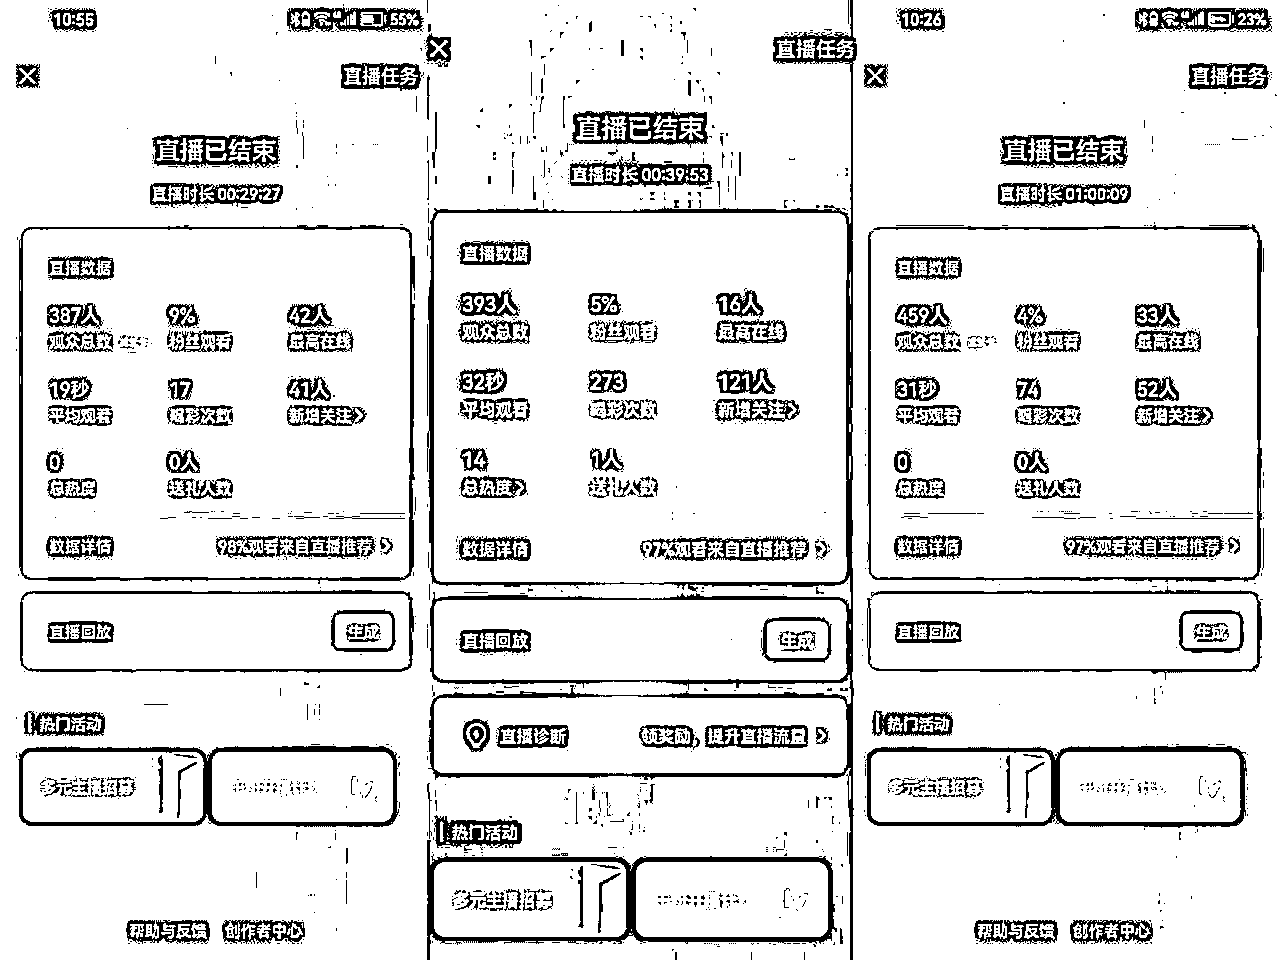 10:55 55%
直播任务
直播已结束
直播时长 00:29:27
直播数据
387人 9% 42人
观众总数 粉丝观看 最高在线
19秒 17 41人
平均观看 喝彩次数 新增关注>
0 0人
总热度 送礼人数
数据详情 98%观看来自直播推荐 >
直播回放 生成
热门活动
多元主播招募
帮助与反馈 创作者中心
直播任务
直播已结束
直播时长 00:39:53
直播数据
393人 5% 16人
观众总数 粉丝观看 最高在线
32秒 273 121人
平均观看 喝彩次数 新增关注>
14 1人
总热度> 送礼人数
数据详情 97%观看来自直播推荐 >
直播回放 生成
直播诊断 领奖励，提升直播流量 >
热门活动
多元主播招募
10:26 23%
直播任务
直播已结束
直播时长 01:00:09
直播数据
459人 4% 33人
观众总数 粉丝观看 最高在线
31秒 74 52人
平均观看 喝彩次数 新增关注>
0 0人
总热度 送礼人数
数据详情 97%观看来自直播推荐 >
直播回放 生成
热门活动
多元主播招募
帮助与反馈 创作者中心